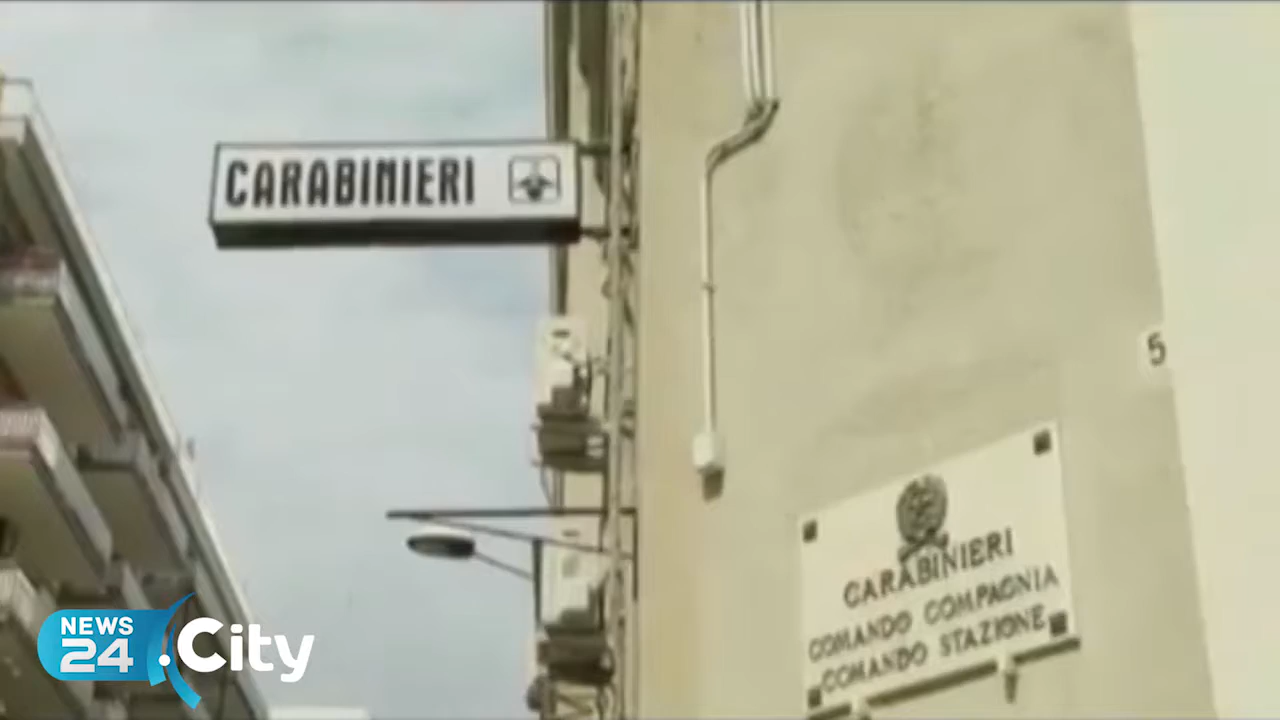 CARABINIERI
5
CARABINIERI
COMANDO COMPAGNIA
COMANDO STAZIONE
NEWS
24
.City